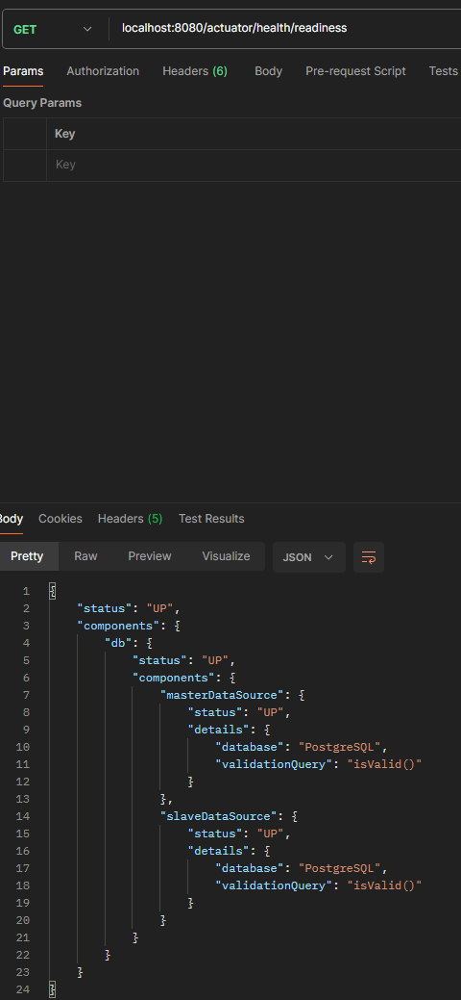 GET localhost:8080/actuator/health/readiness
Params Authorization Headers (6) Body Pre-request Script Tests
Query Params
Key
Key
Body Cookies Headers (5) Test Results
Pretty Raw Preview Visualize JSON
1 {
2 "status": "UP",
3 "components": {
4 "db": {
5 "status": "UP",
6 "components": {
7 "masterDataSource": {
8 "status": "UP",
9 "details": {
10 "database": "PostgreSQL",
11 "validationQuery": "isValid()"
12 }
13 },
14 "slaveDataSource": {
15 "status": "UP",
16 "details": {
17 "database": "PostgreSQL",
18 "validationQuery": "isValid()"
19 }
20 }
21 }
22 }
23 }
24 }